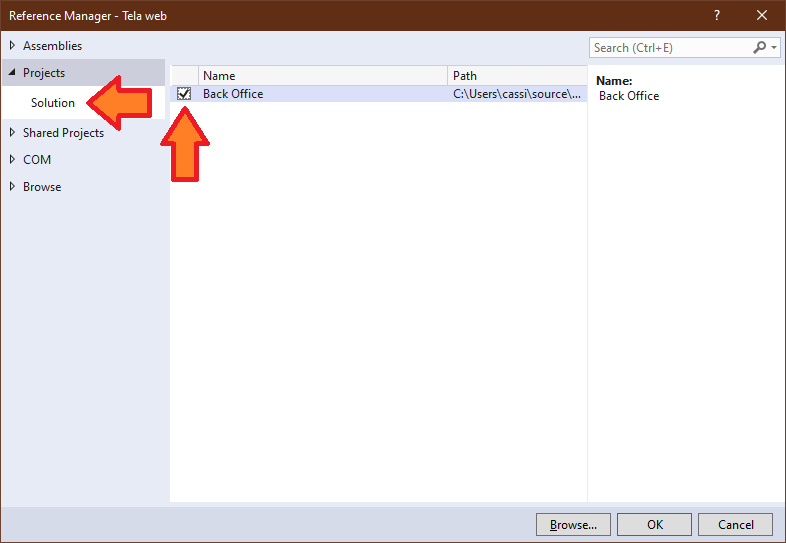 Reference Manager - Tela web
?
Assemblies
Projects
Solution
Shared Projects
COM
Browse
Name
Path
Back Office
C:\Users\cassi\source\...
Search (Ctrl+E)
Name:
Back Office
Browse...
OK
Cancel